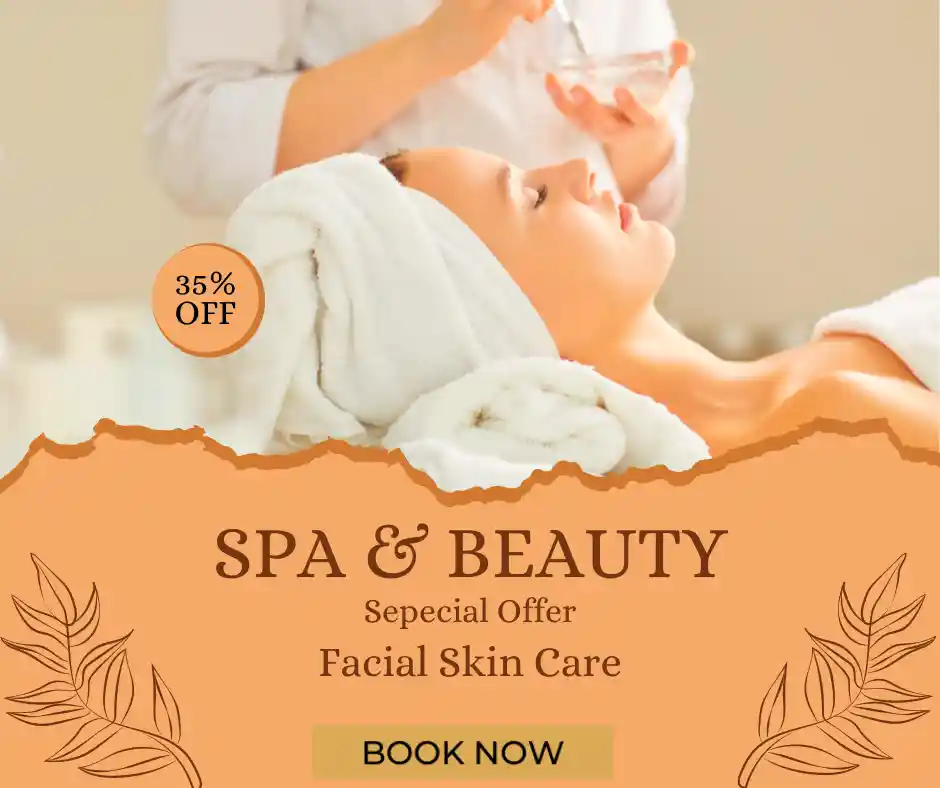 35%
OFF
SPA & BEAUTY
Sepecial Offer
Facial Skin Care
BOOK NOW